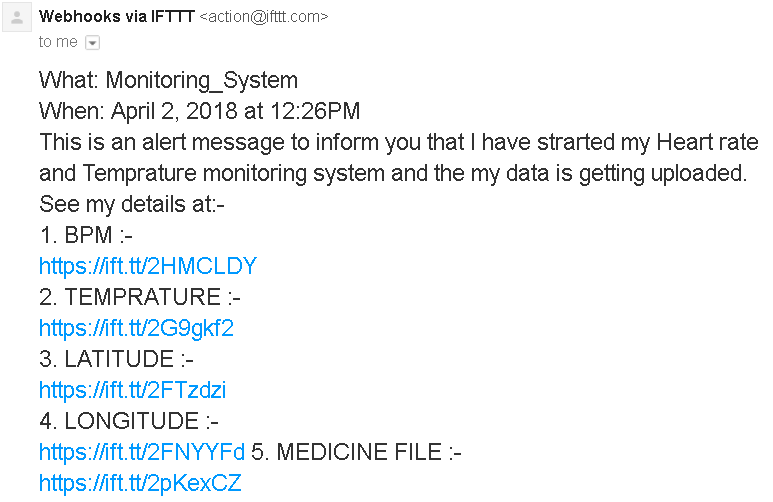 Webhooks via IFTTT <action@ifttt.com>
to me
What: Monitoring_System
When: April 2, 2018 at 12:26PM
This is an alert message to inform you that I have strarted my Heart rate
and Temprature monitoring system and the my data is getting uploaded.
See my details at:-
1. BPM :-
https://ift.tt/2HMCLDY
2. TEMPRATURE :-
https://ift.tt/2G9gkf2
3. LATITUDE :-
https://ift.tt/2FTzdzi
4. LONGITUDE :-
https://ift.tt/2FNYYFd 5. MEDICINE FILE :-
https://ift.tt/2pKexCZ